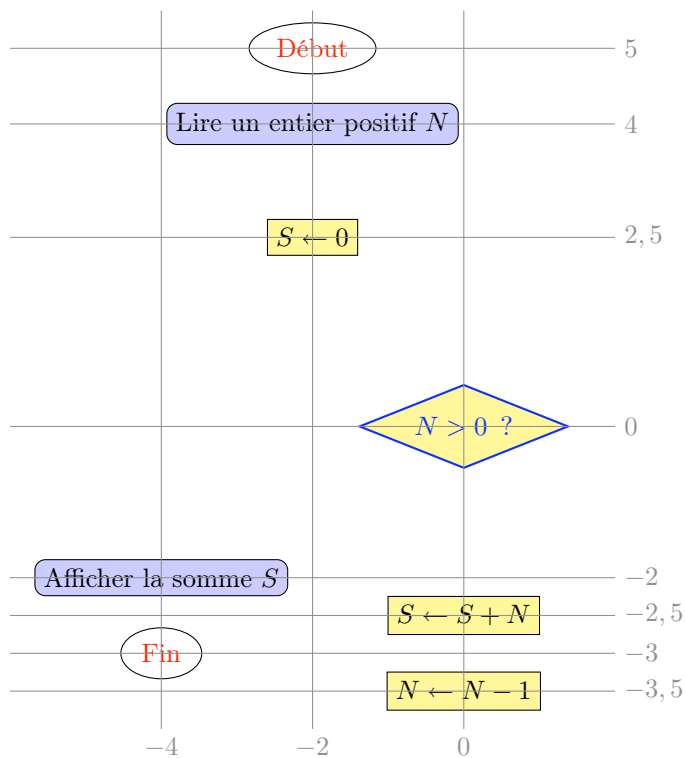 Début
5
Lire un entier positif N
4
S ← 0
2,5
N > 0 ?
0
Afficher la somme S
−2
S ← S + N
−2,5
Fin
−3
N ← N − 1
−3,5
−4 −2 0